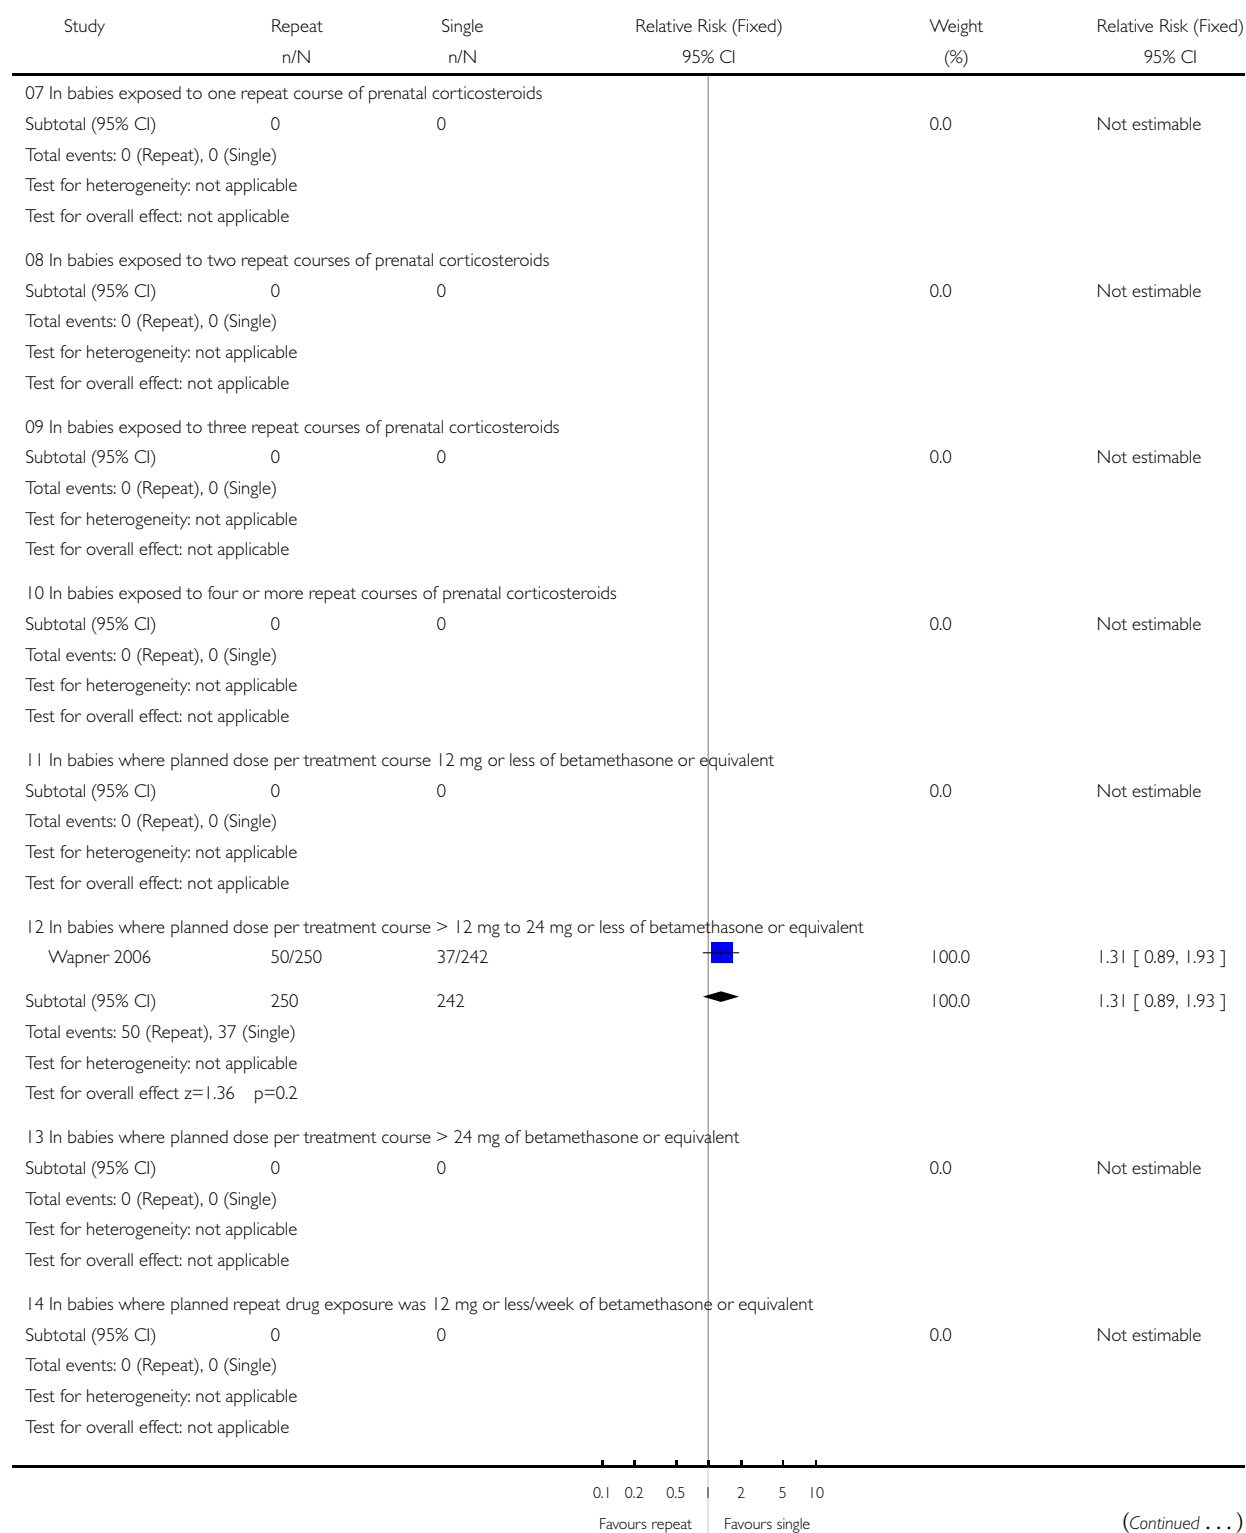 Study Repeat Single Relative Risk (Fixed) Weight Relative Risk (Fixed)
n/N n/N 95% CI (%) 95% CI
07 In babies exposed to one repeat course of prenatal corticosteroids
Subtotal (95% CI) 0 0 0.0 Not estimable
Total events: 0 (Repeat), 0 (Single)
Test for heterogeneity: not applicable
Test for overall effect: not applicable
08 In babies exposed to two repeat courses of prenatal corticosteroids
Subtotal (95% CI) 0 0 0.0 Not estimable
Total events: 0 (Repeat), 0 (Single)
Test for heterogeneity: not applicable
Test for overall effect: not applicable
09 In babies exposed to three repeat courses of prenatal corticosteroids
Subtotal (95% CI) 0 0 0.0 Not estimable
Total events: 0 (Repeat), 0 (Single)
Test for heterogeneity: not applicable
Test for overall effect: not applicable
10 In babies exposed to four or more repeat courses of prenatal corticosteroids
Subtotal (95% CI) 0 0 0.0 Not estimable
Total events: 0 (Repeat), 0 (Single)
Test for heterogeneity: not applicable
Test for overall effect: not applicable
11 In babies where planned dose per treatment course 12 mg or less of betamethasone or equivalent
Subtotal (95% CI) 0 0 0.0 Not estimable
Total events: 0 (Repeat), 0 (Single)
Test for heterogeneity: not applicable
Test for overall effect: not applicable
12 In babies where planned dose per treatment course > 12 mg to 24 mg or less of betamethasone or equivalent
Wapner 2006 50/250 37/242 100.0 1.31 [ 0.89, 1.93 ]
Subtotal (95% CI) 250 242 100.0 1.31 [ 0.89, 1.93 ]
Total events: 50 (Repeat), 37 (Single)
Test for heterogeneity: not applicable
Test for overall effect z=1.36 p=0.2
13 In babies where planned dose per treatment course > 24 mg of betamethasone or equivalent
Subtotal (95% CI) 0 0 0.0 Not estimable
Total events: 0 (Repeat), 0 (Single)
Test for heterogeneity: not applicable
Test for overall effect: not applicable
14 In babies where planned repeat drug exposure was 12 mg or less/week of betamethasone or equivalent
Subtotal (95% CI) 0 0 0.0 Not estimable
Total events: 0 (Repeat), 0 (Single)
Test for heterogeneity: not applicable
Test for overall effect: not applicable
0.1 0.2 0.5 1 2 5 10
Favours repeat Favours single (Continued . . . )